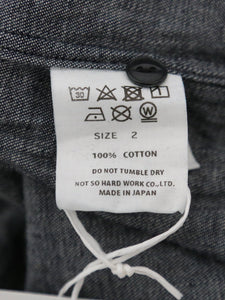 30
W
SIZE 2
100% COTTON
DO NOT TUMBLE DRY
NOT SO HARD WORK CO.,LTD.
MADE IN JAPAN